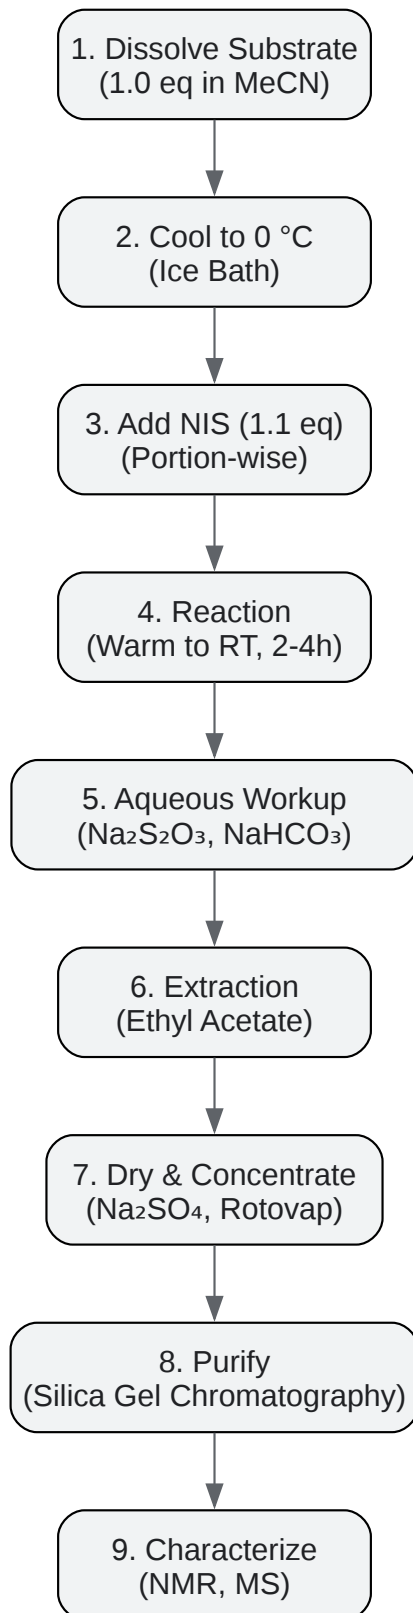 1. Dissolve Substrate
(1.0 eq in MeCN)
2. Cool to 0 °C
(Ice Bath)
3. Add NIS (1.1 eq)
(Portion-wise)
4. Reaction
(Warm to RT, 2-4h)
5. Aqueous Workup
(Na₂S₂O₃, NaHCO₃)
6. Extraction
(Ethyl Acetate)
7. Dry & Concentrate
(Na₂SO₄, Rotovap)
8. Purify
(Silica Gel Chromatography)
9. Characterize
(NMR, MS)